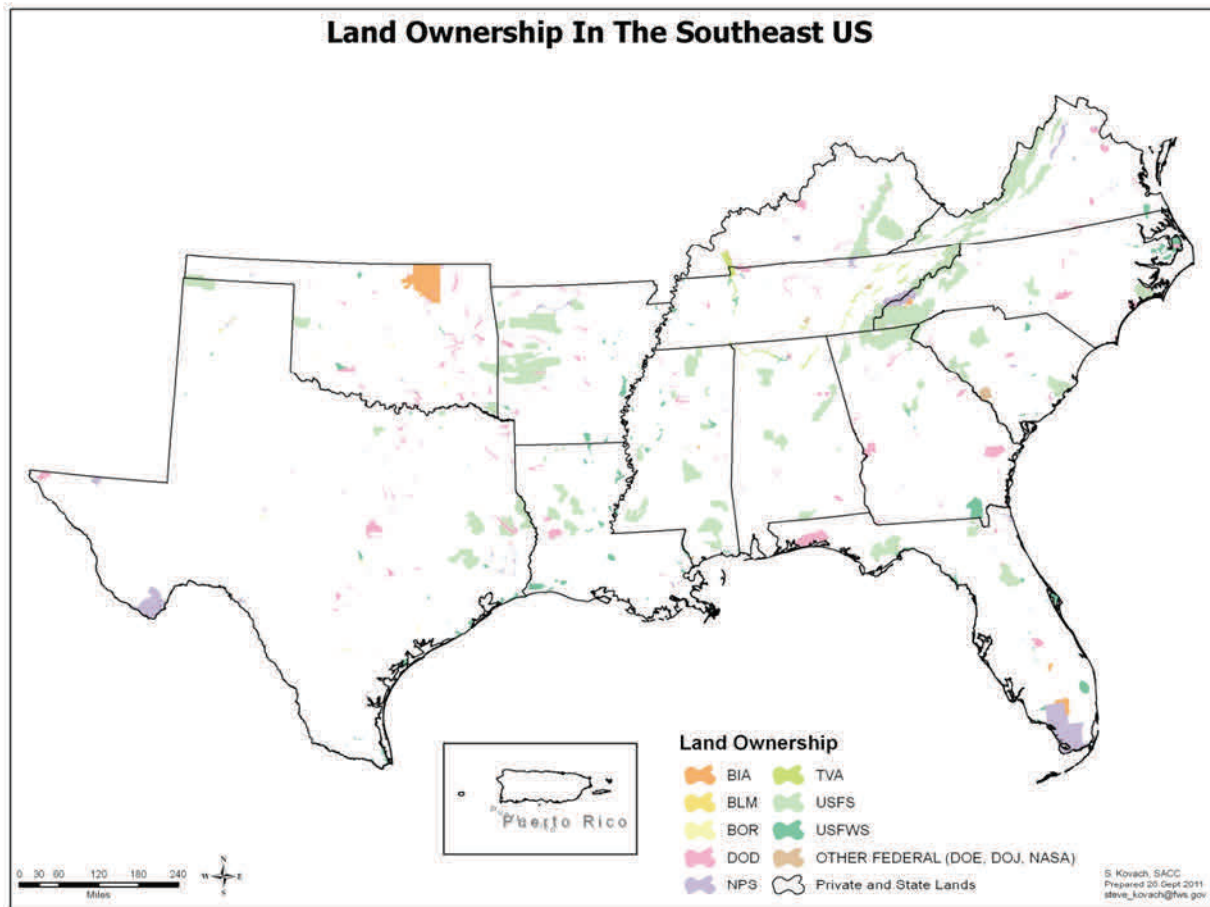 Land Ownership In The Southeast US
Puerto Rico
Land Ownership
BIA
BLM
BOR
DOD
NPS
TVA
USFS
USFWS
OTHER FEDERAL (DOE, DOJ, NASA)
Private and State Lands
N
W E
S
0 30 60 120 180 240
Miles
S. Kovach, SACC
Prepared 26 Sept 2011
steve_kovach@fws.gov